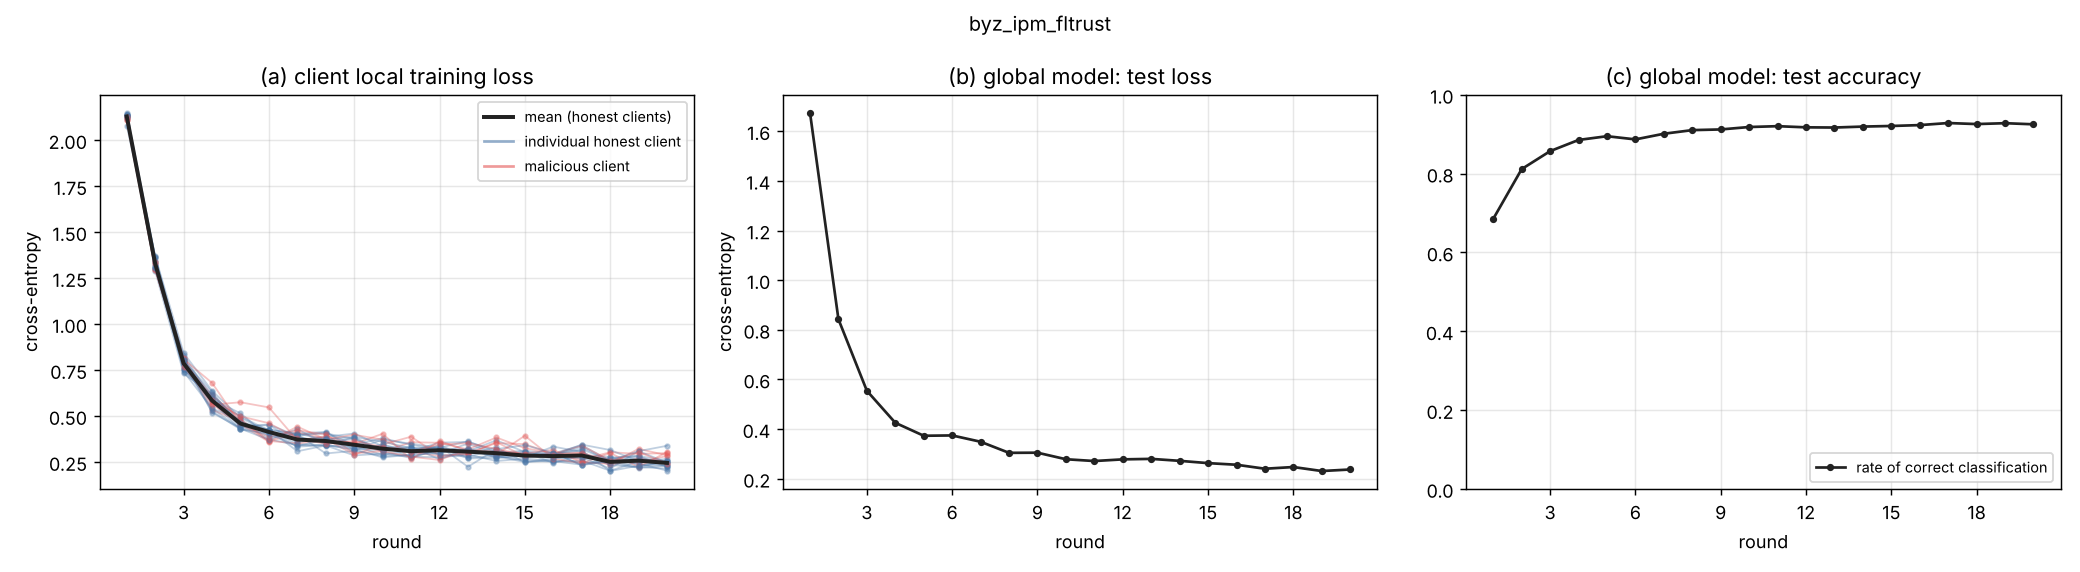 byz_ipm_fltrust
(a) client local training loss
cross-entropy
2.00
1.75
1.50
1.25
1.00
0.75
0.50
0.25
mean (honest clients)
individual honest client
malicious client
3 6 9 12 15 18
round
(b) global model: test loss
cross-entropy
1.6
1.4
1.2
1.0
0.8
0.6
0.4
0.2
3 6 9 12 15 18
round
(c) global model: test accuracy
1.0
0.8
0.6
0.4
0.2
0.0
rate of correct classification
3 6 9 12 15 18
round